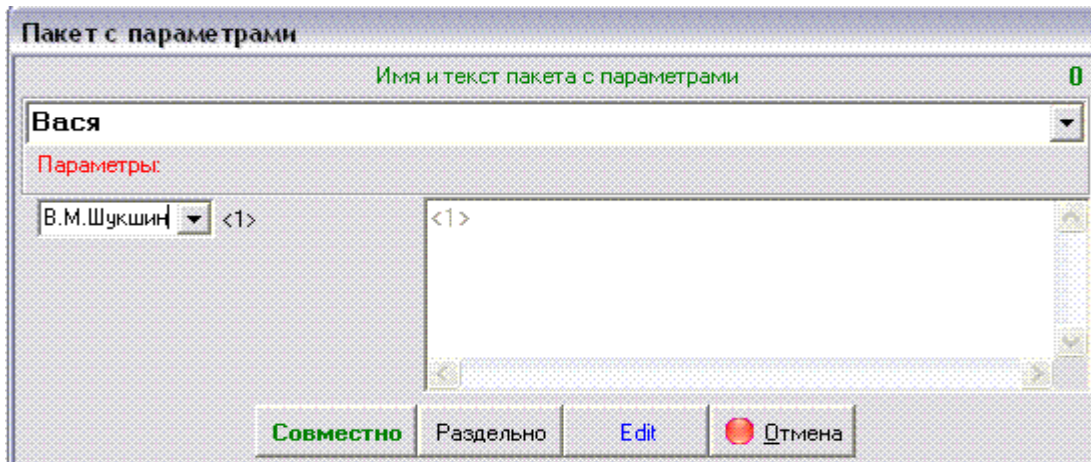 Пакет с параметрами
Имя и текст пакета с параметрами 0
Вася
Параметры:
В.М.Шукшин <1> <1>
Совместно Раздельно Edit Отмена